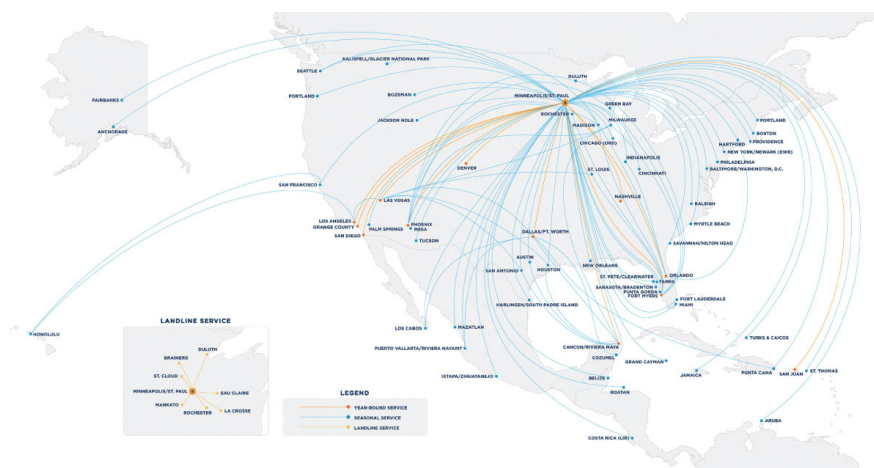 KALISPELL/GLACIER NATIONAL PARK
SEATTLE
DULUTH
FAIRBANKS
PORTLAND
BOZEMAN
MINNEAPOLIS/ST. PAUL
GREEN BAY
ROCHESTER
MILWAUKEE
MADISON
PORTLAND
ANCHORAGE
JACKSON HOLE
BOSTON
CHICAGO (ORD)
HARTFORD
PROVIDENCE
NEW YORK/NEWARK (EWR)
DENVER
INDIANAPOLIS
PHILADELPHIA
ST. LOUIS
CINCINNATI
BALTIMORE/WASHINGTON, D.C.
SAN FRANCISCO
LAS VEGAS
NASHVILLE
RALEIGH
LOS ANGELES
ORANGE COUNTY
PALM SPRINGS
PHOENIX
MESA
MYRTLE BEACH
SAN DIEGO
TUCSON
DALLAS/FT. WORTH
SAVANNAH/HILTON HEAD
AUSTIN
NEW ORLEANS
SAN ANTONIO
HOUSTON
ORLANDO
ST. PETE/CLEARWATER
TAMPA
SARASOTA/BRADENTON
PUNTA GORDA
FORT MYERS
FORT LAUDERDALE
MIAMI
HARLINGEN/SOUTH PADRE ISLAND
HONOLULU
LOS CABOS
MAZATLAN
TURKS & CAICOS
PUERTO VALLARTA/RIVIERA NAYARIT
CANCUN/RIVIERA MAYA
COZUMEL
GRAND CAYMAN
JAMAICA
PUNTA CANA
SAN JUAN
ST. THOMAS
IXTAPA/ZIHUATANEJO
BELIZE
ROATAN
ARUBA
COSTA RICA (LIR)
LANDLINE SERVICE
DULUTH
BRAINERD
ST. CLOUD
MINNEAPOLIS/ST. PAUL
EAU CLAIRE
MANKATO
ROCHESTER
LA CROSSE
LEGEND
YEAR-ROUND SERVICE
SEASONAL SERVICE
LANDLINE SERVICE